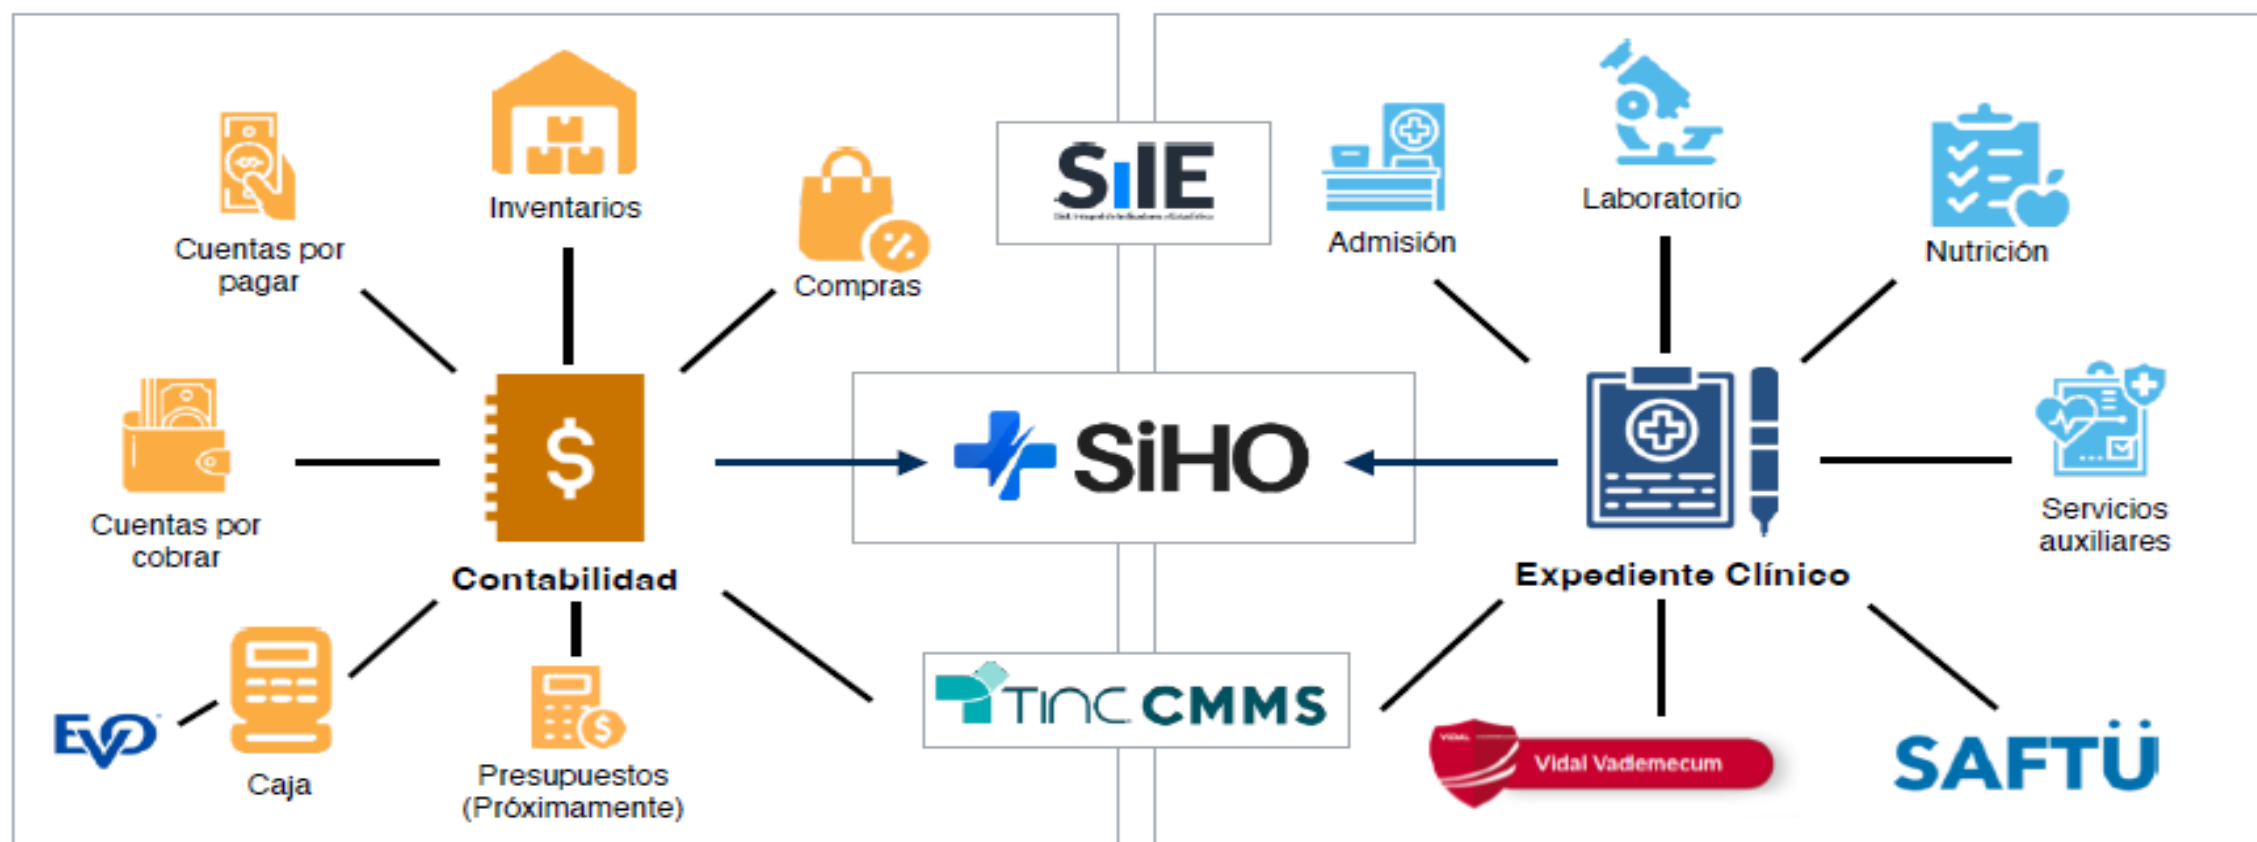 Inventarios
Cuentas por
pagar
Compras
Cuentas por
cobrar
$
Contabilidad
EVO
Caja
Presupuestos
(Próximamente)
SIIE
SiHO
TINC CMMS
Admisión
Laboratorio
Nutrición
Servicios
auxiliares
Expediente Clínico
VIDAL
Vidal Vademecum
SAFTÜ